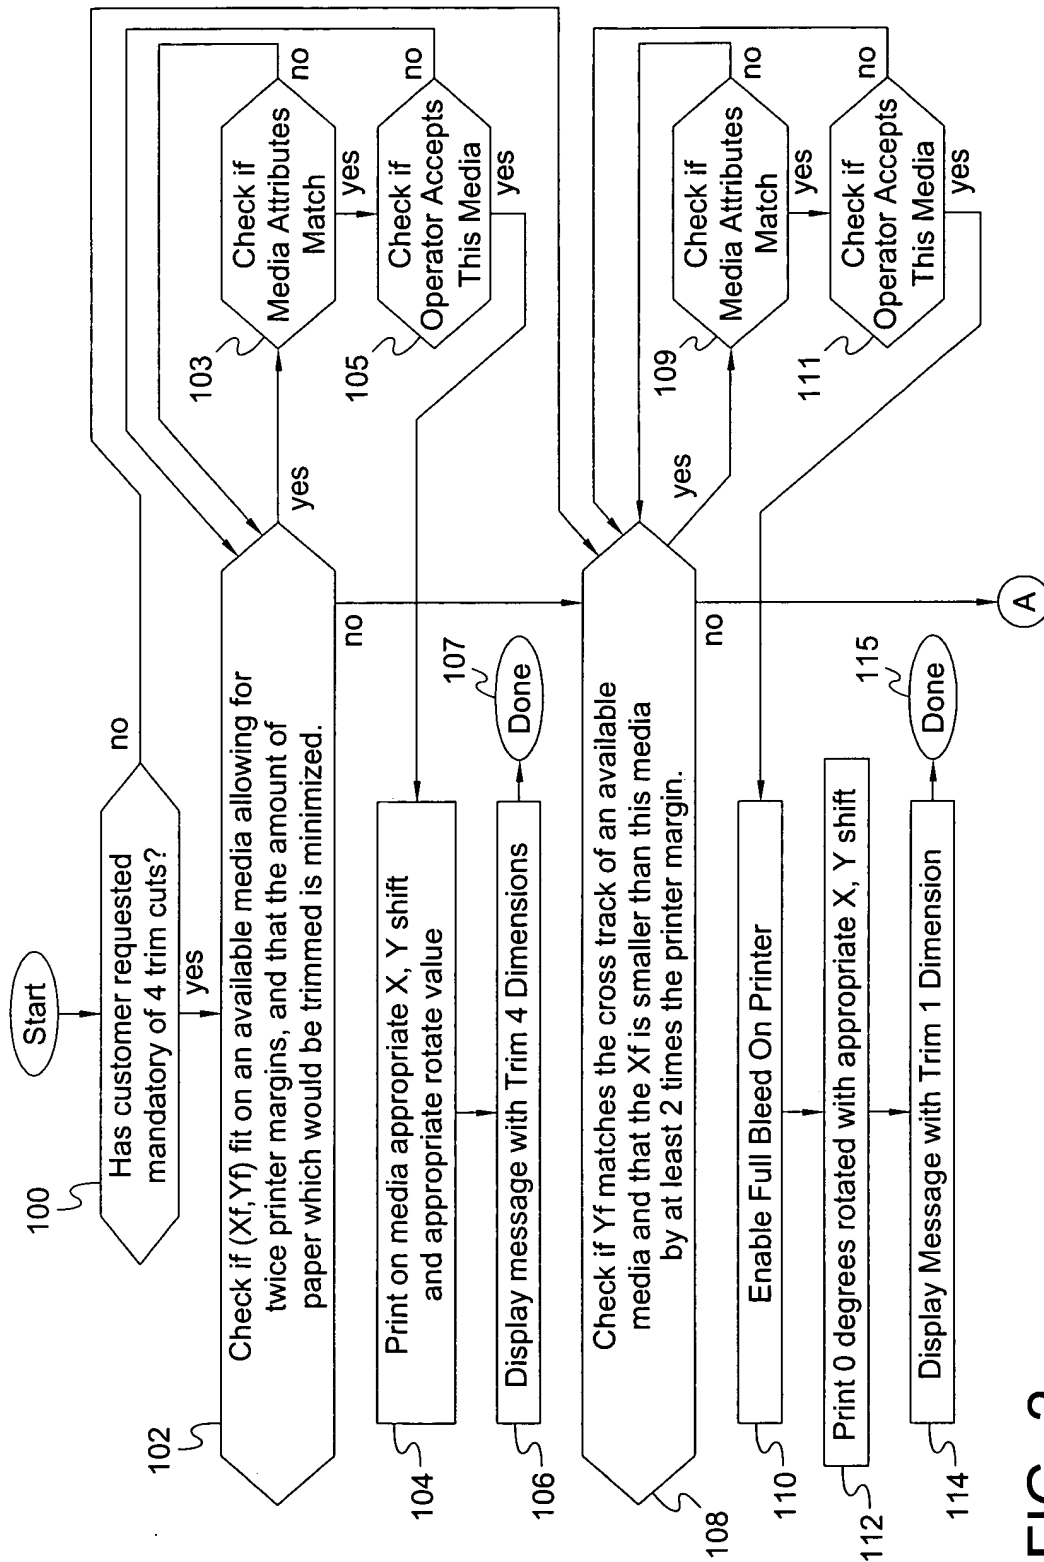 Start
100
Has customer requested
mandatory of 4 trim cuts?
no
yes
102
Check if (Xf,Yf) fit on an available media allowing for
twice printer margins, and that the amount of
paper which would be trimmed is minimized.
yes
no
103
Check if
Media Attributes
Match
no
yes
105
Check if
Operator Accepts
This Media
no
yes
104
Print on media appropriate X, Y shift
and appropriate rotate value
106
Display message with Trim 4 Dimensions
107
Done
108
Check if Yf matches the cross track of an available
media and that the Xf is smaller than this media
by at least 2 times the printer margin.
yes
no
109
Check if
Media Attributes
Match
no
yes
111
Check if
Operator Accepts
This Media
no
yes
110
Enable Full Bleed On Printer
112
Print 0 degrees rotated with appropriate X, Y shift
114
Display Message with Trim 1 Dimension
115
Done
A
FIG.